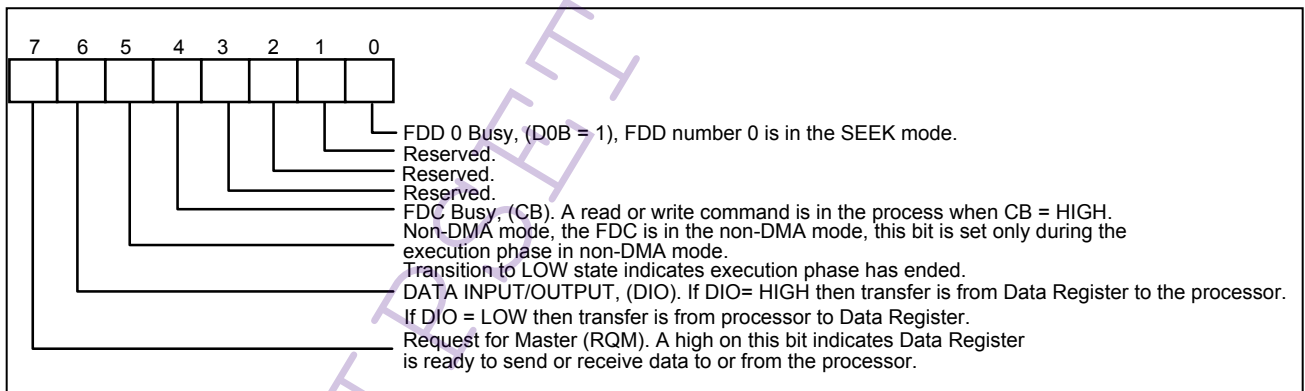 7 6 5 4 3 2 1 0
FDD 0 Busy, (D0B = 1), FDD number 0 is in the SEEK mode.
Reserved.
Reserved.
Reserved.
FDC Busy, (CB). A read or write command is in the process when CB = HIGH.
Non-DMA mode, the FDC is in the non-DMA mode, this bit is set only during the
execution phase in non-DMA mode.
Transition to LOW state indicates execution phase has ended.
DATA INPUT/OUTPUT, (DIO). If DIO= HIGH then transfer is from Data Register to the processor.
If DIO = LOW then transfer is from processor to Data Register.
Request for Master (RQM). A high on this bit indicates Data Register
is ready to send or receive data to or from the processor.
PSET